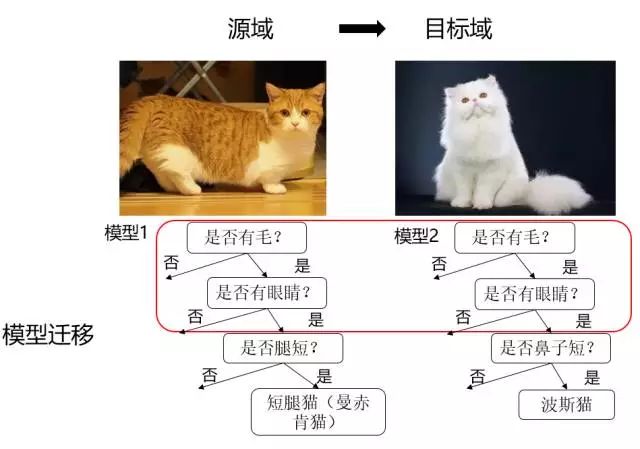 源域
目标域
模型1
是否有毛？
否
是
是否有眼睛？
否
是
是否腿短？
否
是
短腿猫（曼赤
肯猫）
模型2
是否有毛？
否
是
是否有眼睛？
否
是
是否鼻子短？
否
是
波斯猫
模型迁移